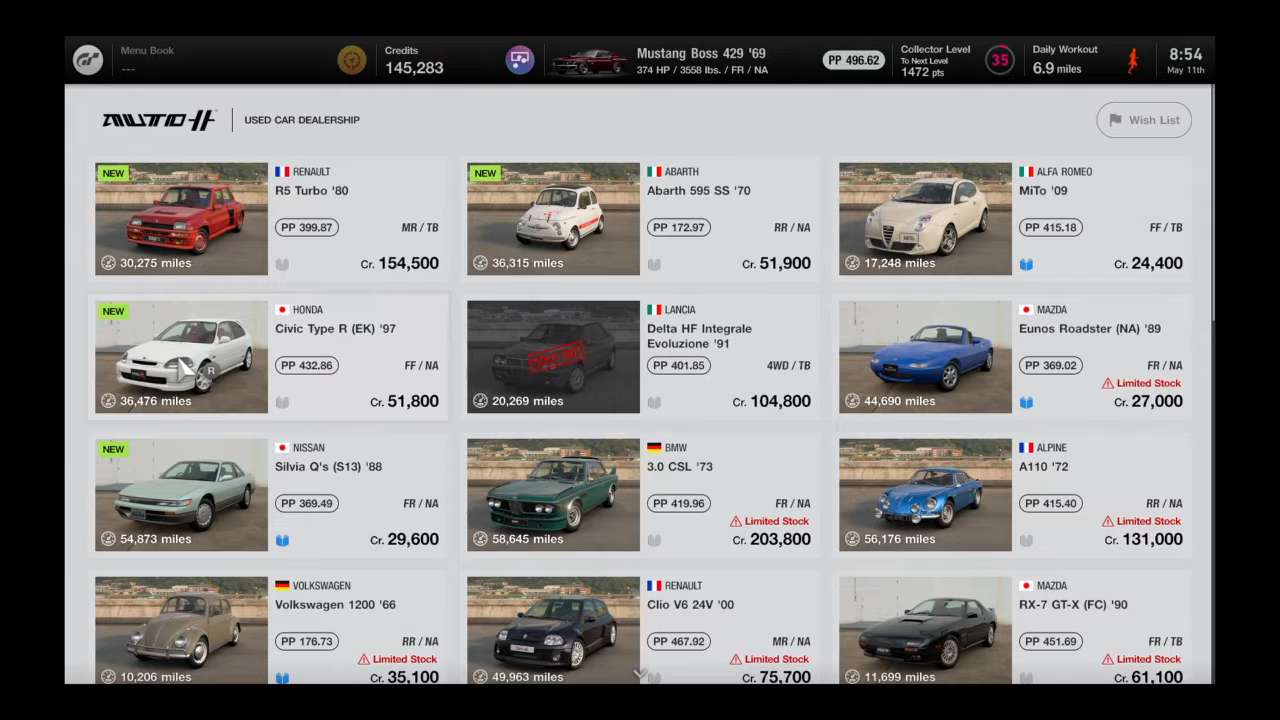 Menu Book
---
Credits
145,283
Mustang Boss 429 '69
374 HP / 3558 lbs. / FR / NA
PP 496.62
Collector Level
To Next Level
1472 pts
35
Daily Workout
6.9 miles
8:54
May 11th
AUTO
USED CAR DEALERSHIP
Wish List
NEW
30,275 miles
RENAULT
R5 Turbo '80
PP 399.87
MR / TB
Cr. 154,500
NEW
36,315 miles
ABARTH
Abarth 595 SS '70
PP 172.97
RR / NA
Cr. 51,900
17,248 miles
ALFA ROMEO
MiTo '09
PP 415.18
FF / TB
Cr. 24,400
NEW
R
36,476 miles
HONDA
Civic Type R (EK) '97
PP 432.86
FF / NA
Cr. 51,800
SOLD OUT
20,269 miles
LANCIA
Delta HF Integrale
Evoluzione '91
PP 401.85
4WD / TB
Cr. 104,800
44,690 miles
MAZDA
Eunos Roadster (NA) '89
PP 369.02
FR / NA
Limited Stock
Cr. 27,000
NEW
54,873 miles
NISSAN
Silvia Q's (S13) '88
PP 369.49
FR / NA
Cr. 29,600
58,645 miles
BMW
3.0 CSL '73
PP 419.96
FR / NA
Limited Stock
Cr. 203,800
56,176 miles
ALPINE
A110 '72
PP 415.40
RR / NA
Limited Stock
Cr. 131,000
10,206 miles
VOLKSWAGEN
Volkswagen 1200 '66
PP 176.73
RR / NA
Limited Stock
Cr. 35,100
49,963 miles
RENAULT
Clio V6 24V '00
PP 467.92
MR / NA
Limited Stock
Cr. 75,700
11,699 miles
MAZDA
RX-7 GT-X (FC) '90
PP 451.69
FR / TB
Limited Stock
Cr. 61,100